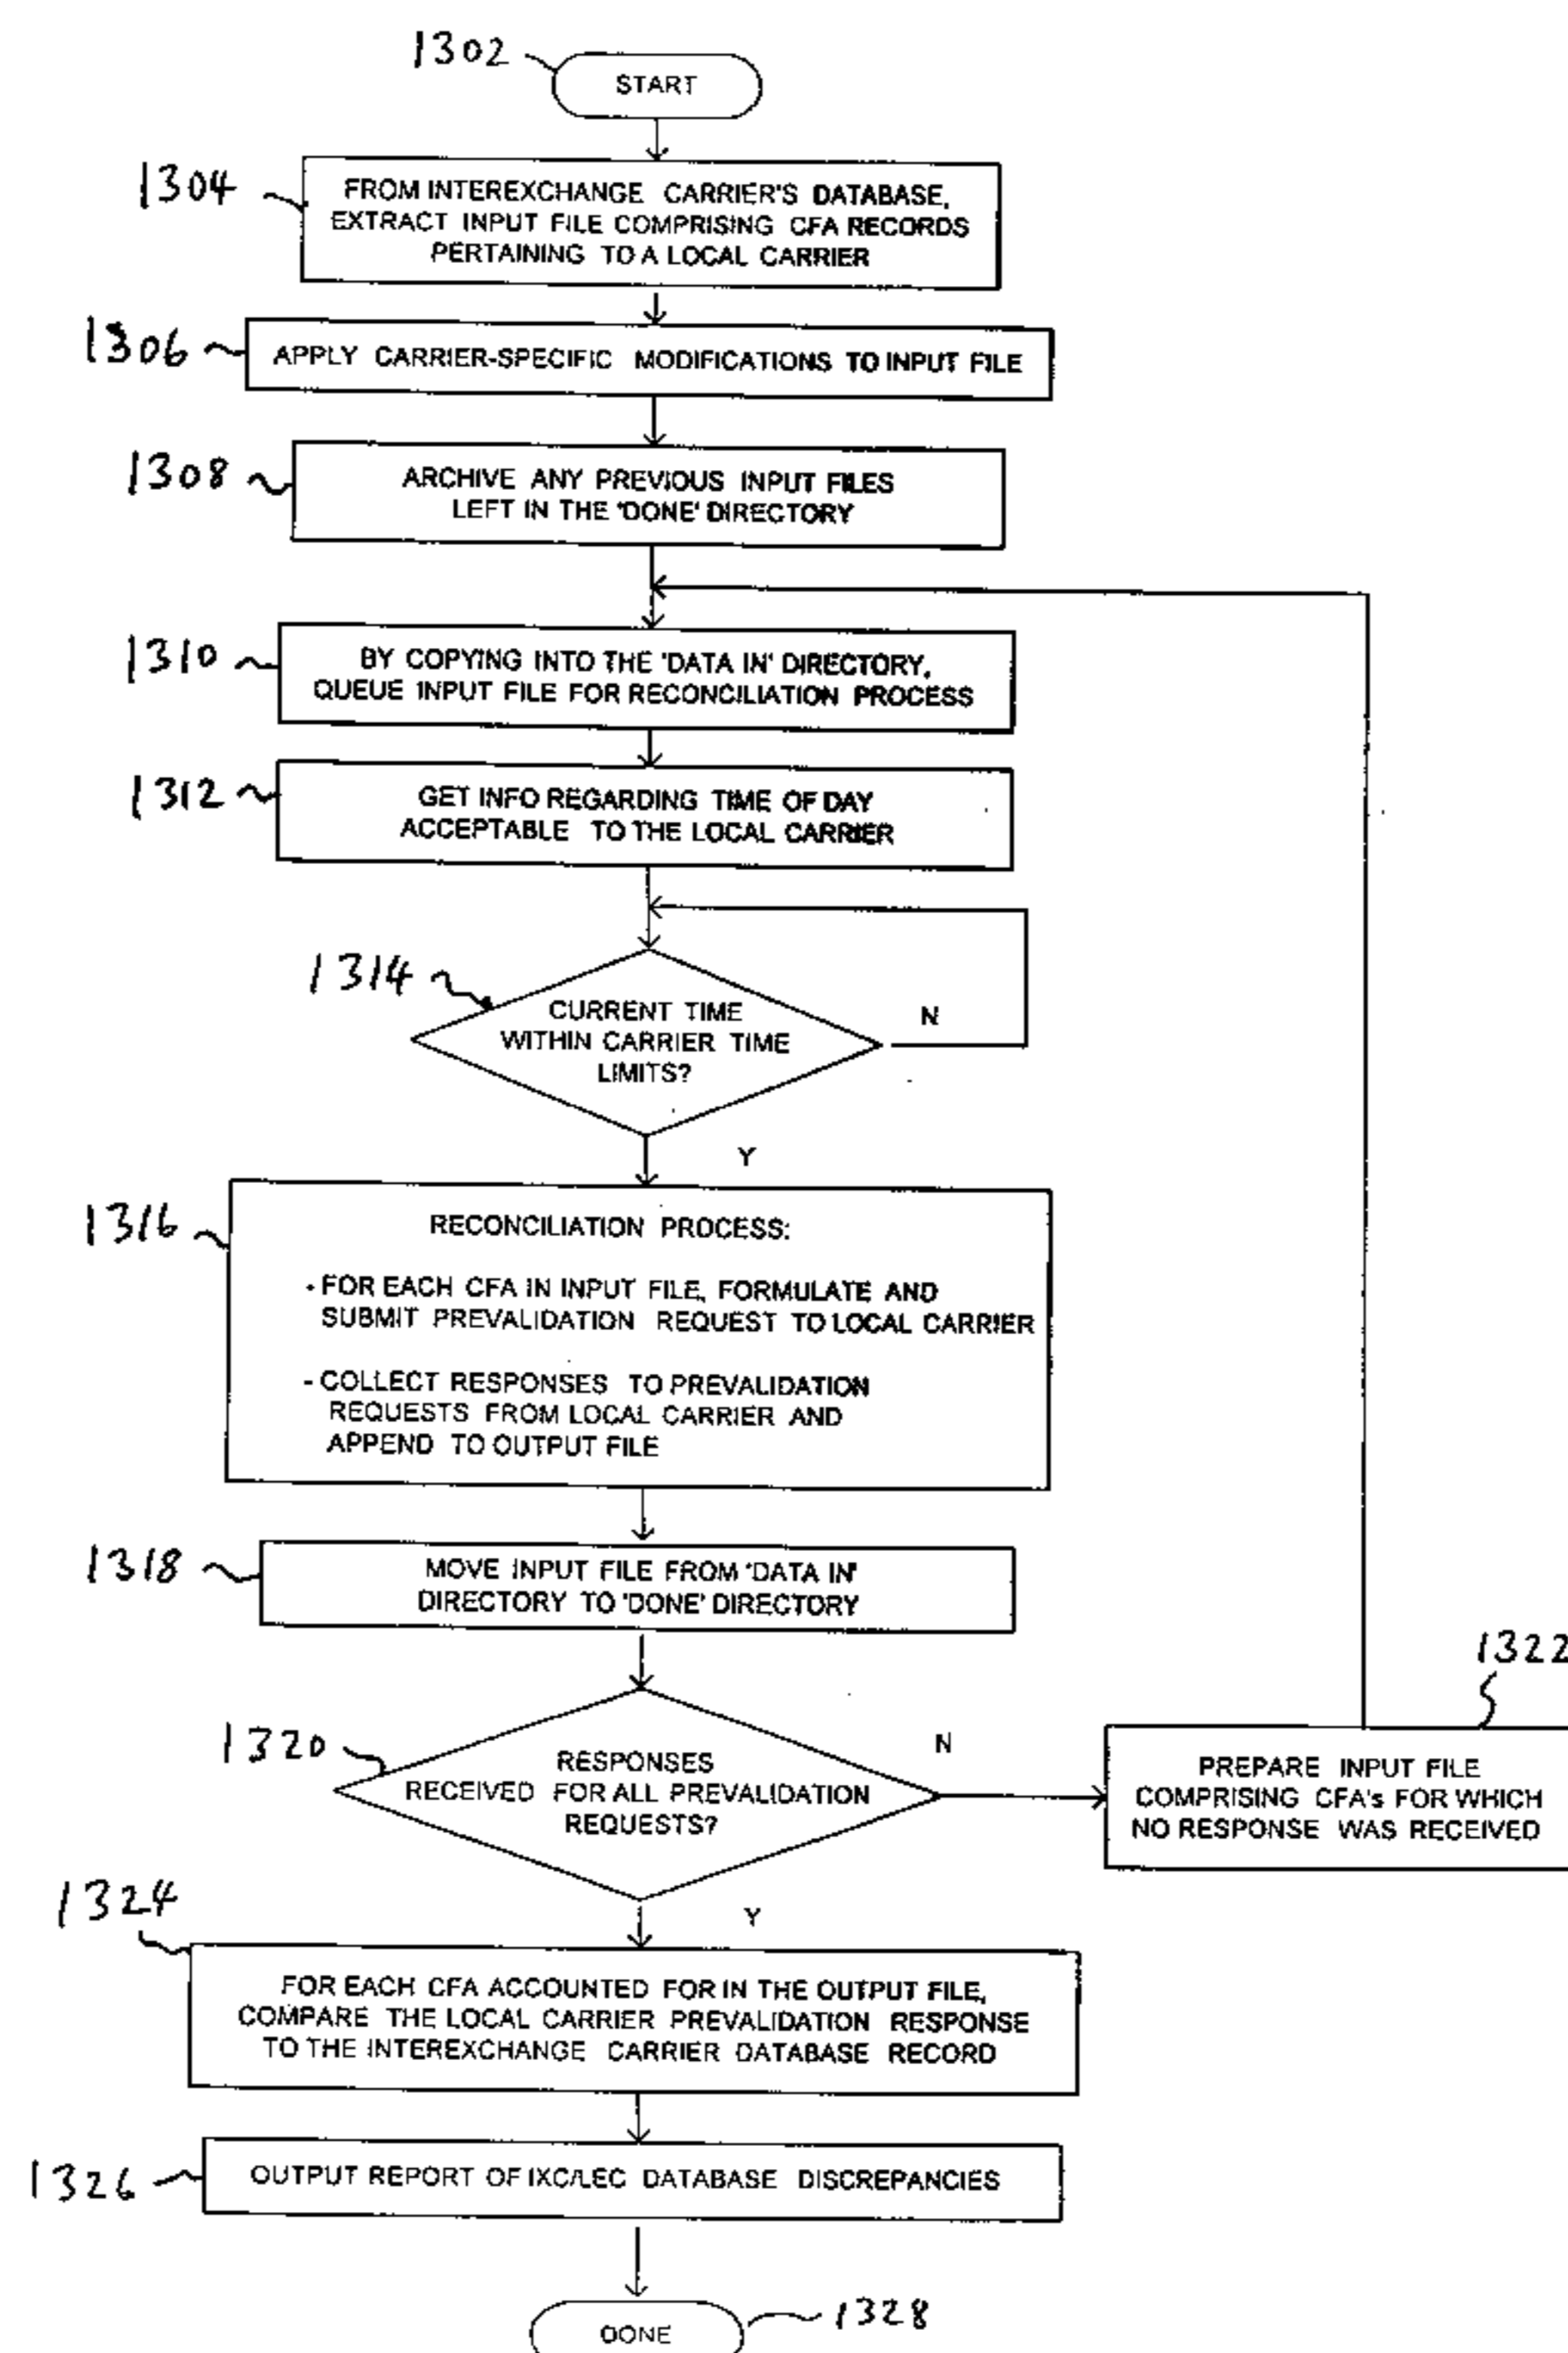 1302
START
1304
FROM INTEREXCHANGE CARRIER'S DATABASE,
EXTRACT INPUT FILE COMPRISING CFA RECORDS
PERTAINING TO A LOCAL CARRIER
1306
APPLY CARRIER-SPECIFIC MODIFICATIONS TO INPUT FILE
1308
ARCHIVE ANY PREVIOUS INPUT FILES
LEFT IN THE 'DONE' DIRECTORY
1310
BY COPYING INTO THE 'DATA IN' DIRECTORY,
QUEUE INPUT FILE FOR RECONCILIATION PROCESS
1312
GET INFO REGARDING TIME OF DAY
ACCEPTABLE TO THE LOCAL CARRIER
1314
CURRENT TIME
WITHIN CARRIER TIME
LIMITS?
N
Y
1316
RECONCILIATION PROCESS:
- FOR EACH CFA IN INPUT FILE, FORMULATE AND
SUBMIT PREVALIDATION REQUEST TO LOCAL CARRIER
- COLLECT RESPONSES TO PREVALIDATION
REQUESTS FROM LOCAL CARRIER AND
APPEND TO OUTPUT FILE
1318
MOVE INPUT FILE FROM 'DATA IN'
DIRECTORY TO 'DONE' DIRECTORY
1320
RESPONSES
RECEIVED FOR ALL PREVALIDATION
REQUESTS?
N
Y
1322
PREPARE INPUT FILE
COMPRISING CFA's FOR WHICH
NO RESPONSE WAS RECEIVED
1324
FOR EACH CFA ACCOUNTED FOR IN THE OUTPUT FILE,
COMPARE THE LOCAL CARRIER PREVALIDATION RESPONSE
TO THE INTEREXCHANGE CARRIER DATABASE RECORD
1326
OUTPUT REPORT OF IXC/LEC DATABASE DISCREPANCIES
DONE
1328